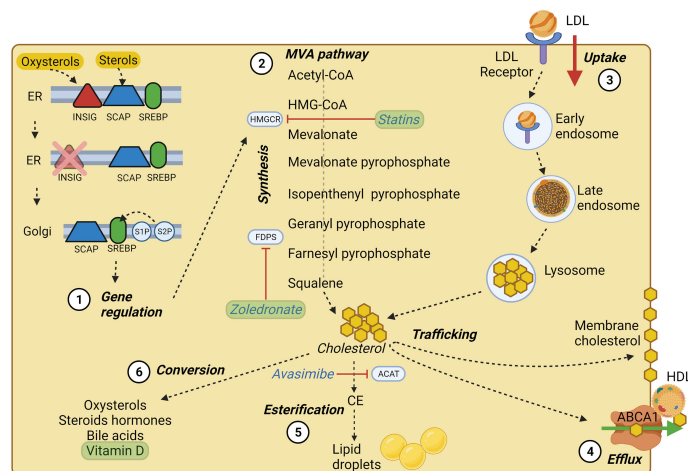 Oxysterols
Sterols
ER
INSIG
SCAP
SREBP
ER
INSIG
SCAP
SREBP
Golgi
SCAP
SREBP
S1P
S2P
1
Gene
regulation
2
MVA pathway
Acetyl-CoA
HMG-CoA
HMGCR
Statins
Mevalonate
Synthesis
Mevalonate pyrophosphate
Isopenthenyl pyrophosphate
Geranyl pyrophosphate
FDPS
Farnesyl pyrophosphate
Squalene
Zoledronate
Cholesterol
LDL
LDL
Receptor
Uptake
3
Early
endosome
Late
endosome
Lysosome
Trafficking
Membrane
cholesterol
HDL
ABCA1
4
Efflux
6
Conversion
Oxysterols
Steroids hormones
Bile acids
Vitamin D
Avasimibe
ACAT
CE
Esterification
5
Lipid
droplets